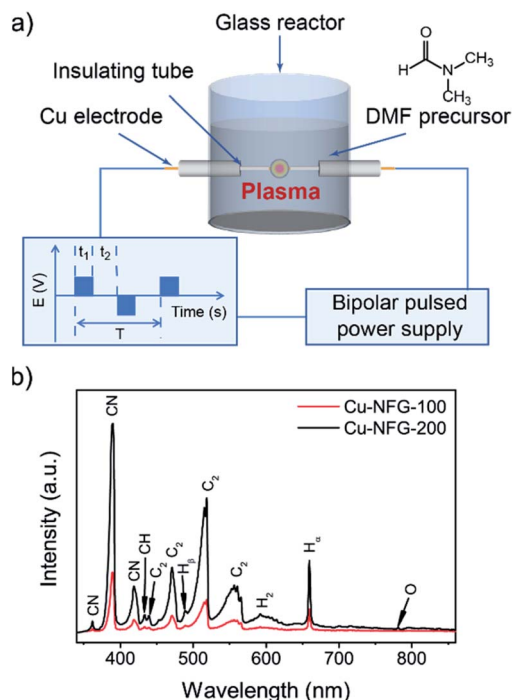 a)
Glass reactor
Insulating tube
Cu electrode
O
H
N
CH₃
CH₃
DMF precursor
Plasma
E (V)
t₁
t₂
T
Time (s)
Bipolar pulsed
power supply
b)
Cu-NFG-100
Cu-NFG-200
CN
CN
CN
CH
C₂
C₂
Hβ
C₂
C₂
H₂
Hα
O
Intensity (a.u.)
400
500
600
700
800
Wavelength (nm)